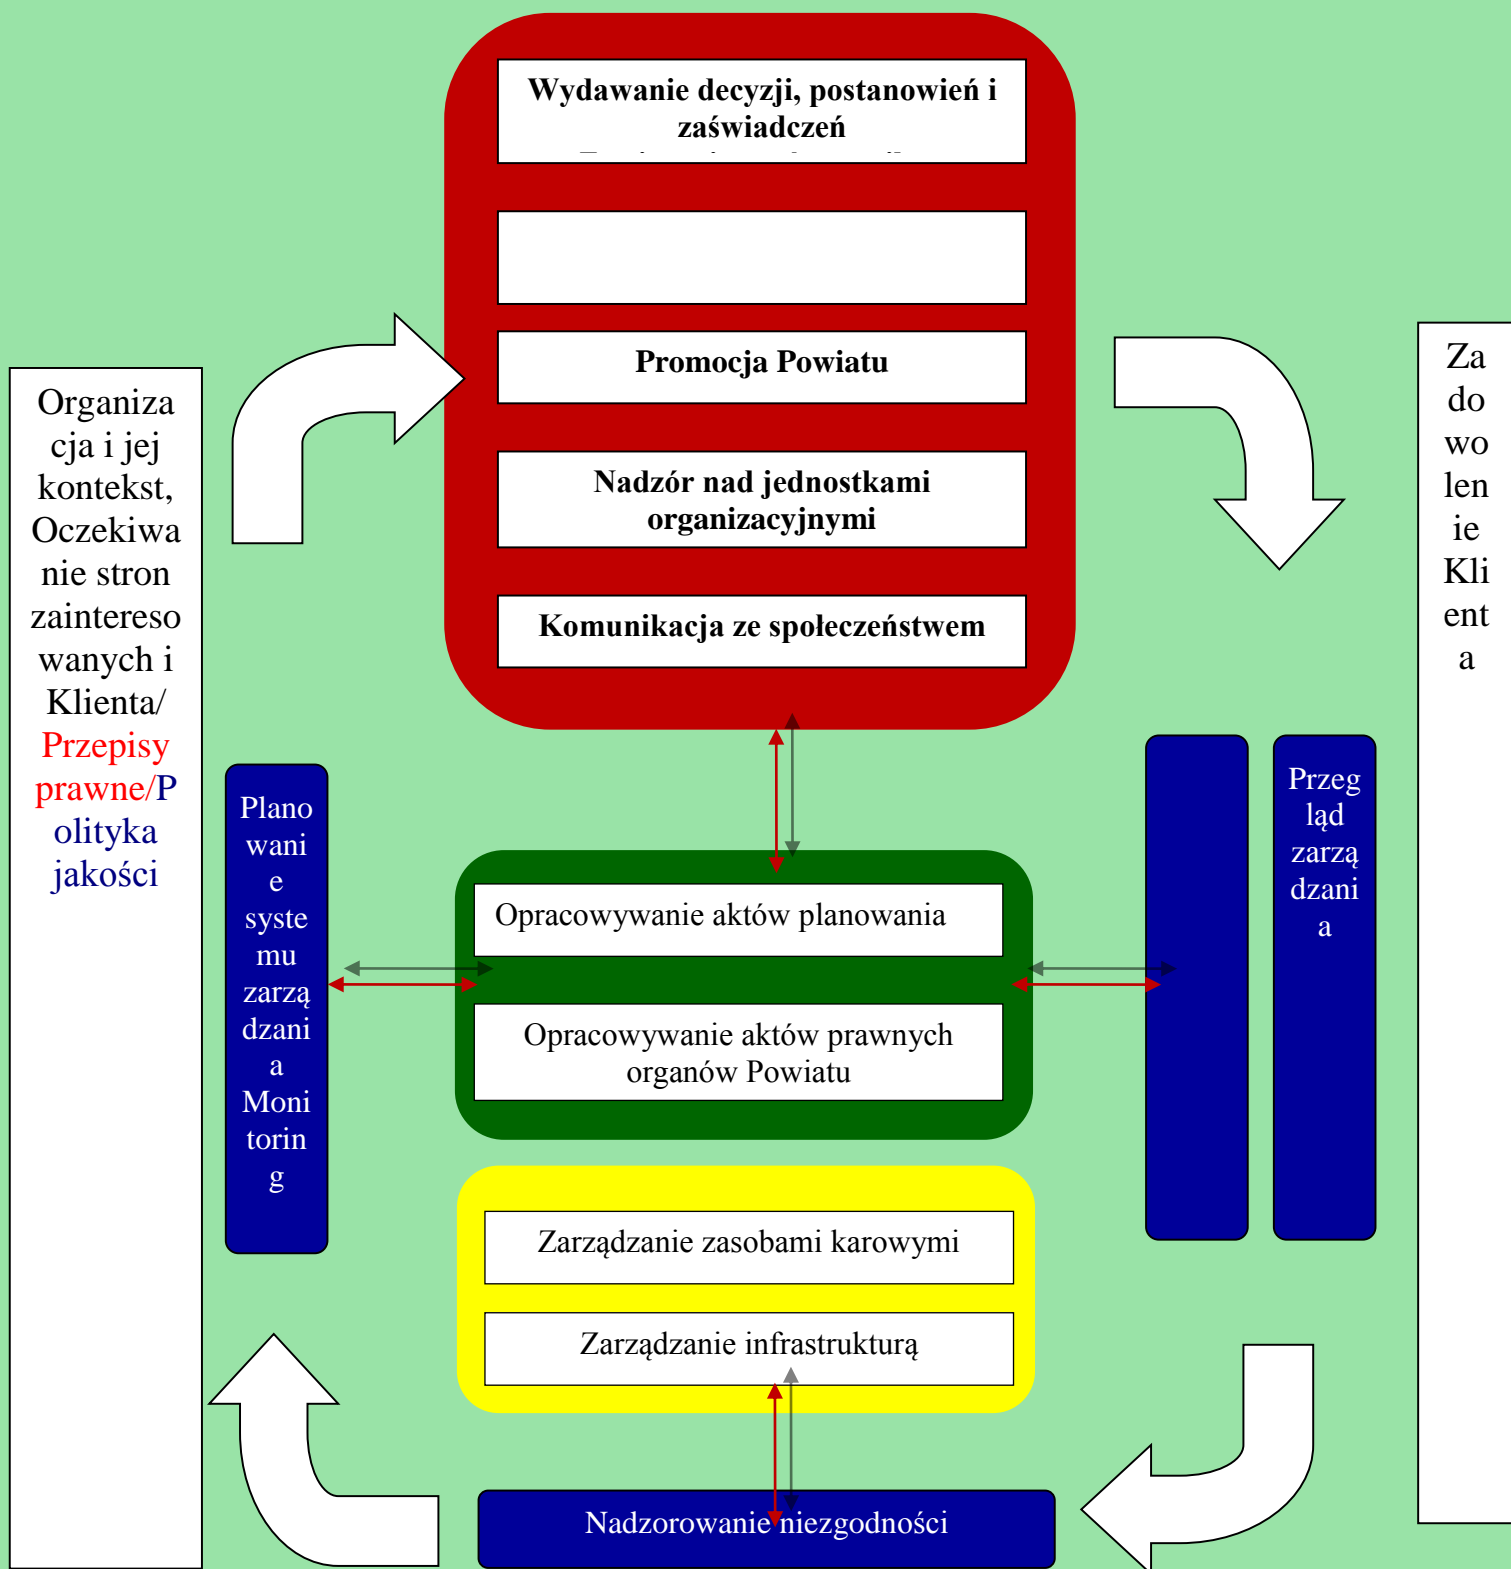 Wydawanie decyzji, postanowień i
zaświadczeń
Promocja Powiatu
Nadzór nad jednostkami
organizacyjnymi
Komunikacja ze społeczeństwem
Organiza
cja i jej
kontekst,
Oczekiwa
nie stron
zaintereso
wanych i
Klienta/
Przepisy
prawne/P
olityka
jakości
Plano
wani
e
syste
mu
zarzą
dzani
a
Moni
torin
g
Opracowywanie aktów planowania
Opracowywanie aktów prawnych
organów Powiatu
Zarządzanie zasobami karowymi
Zarządzanie infrastrukturą
Nadzorowanie niezgodności
Przeg
ląd
zarzą
dzani
a
Za
do
wo
len
ie
Kli
ent
a